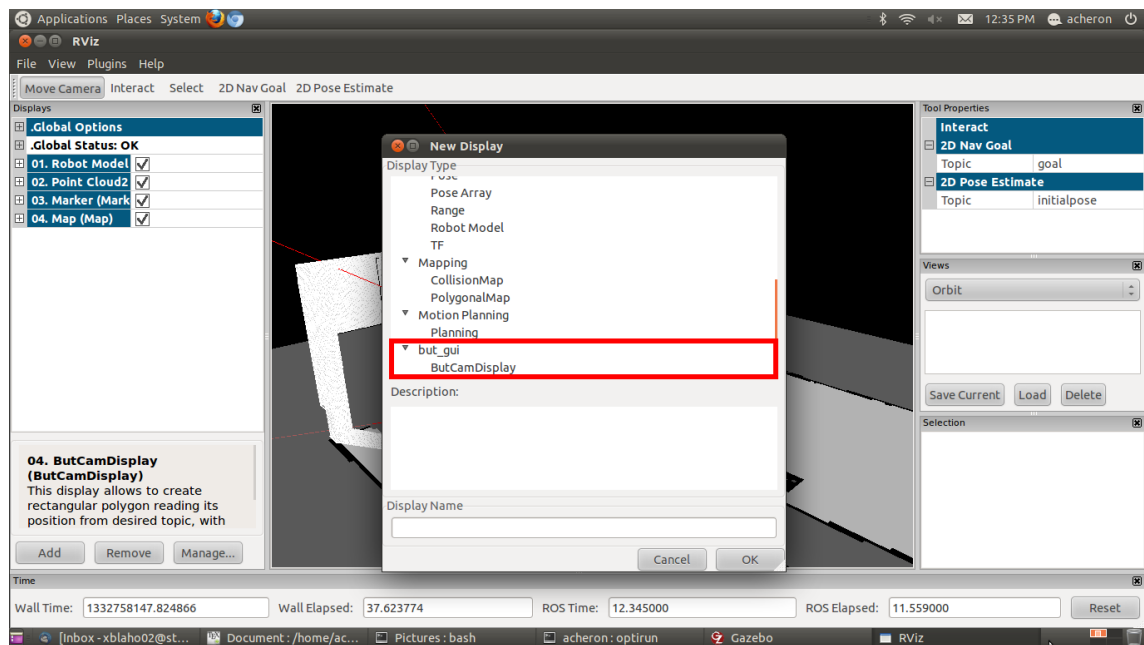 Applications Places System 12:35 PM acheron
RViz
File View Plugins Help
Move Camera Interact Select 2D Nav Goal 2D Pose Estimate
Displays
.Global Options
.Global Status: OK
01. Robot Model
02. Point Cloud2
03. Marker (Mark
04. Map (Map)
04. ButCamDisplay
(ButCamDisplay)
This display allows to create
rectangular polygon reading its
position from desired topic, with
Add Remove Manage...
New Display
Display Type
Pose
Pose Array
Range
Robot Model
TF
Mapping
CollisionMap
PolygonalMap
Motion Planning
Planning
but_gui
ButCamDisplay
Description:
Display Name
Cancel OK
Tool Properties
Interact
2D Nav Goal
Topic goal
2D Pose Estimate
Topic initialpose
Views
Orbit
Save Current Load Delete
Selection
Time
Wall Time: 1332758147.824866 Wall Elapsed: 37.623774 ROS Time: 12.345000 ROS Elapsed: 11.559000 Reset
[Inbox - xblaho02@st... Document : /home/ac... Pictures : bash acheron : optirun Gazebo RViz